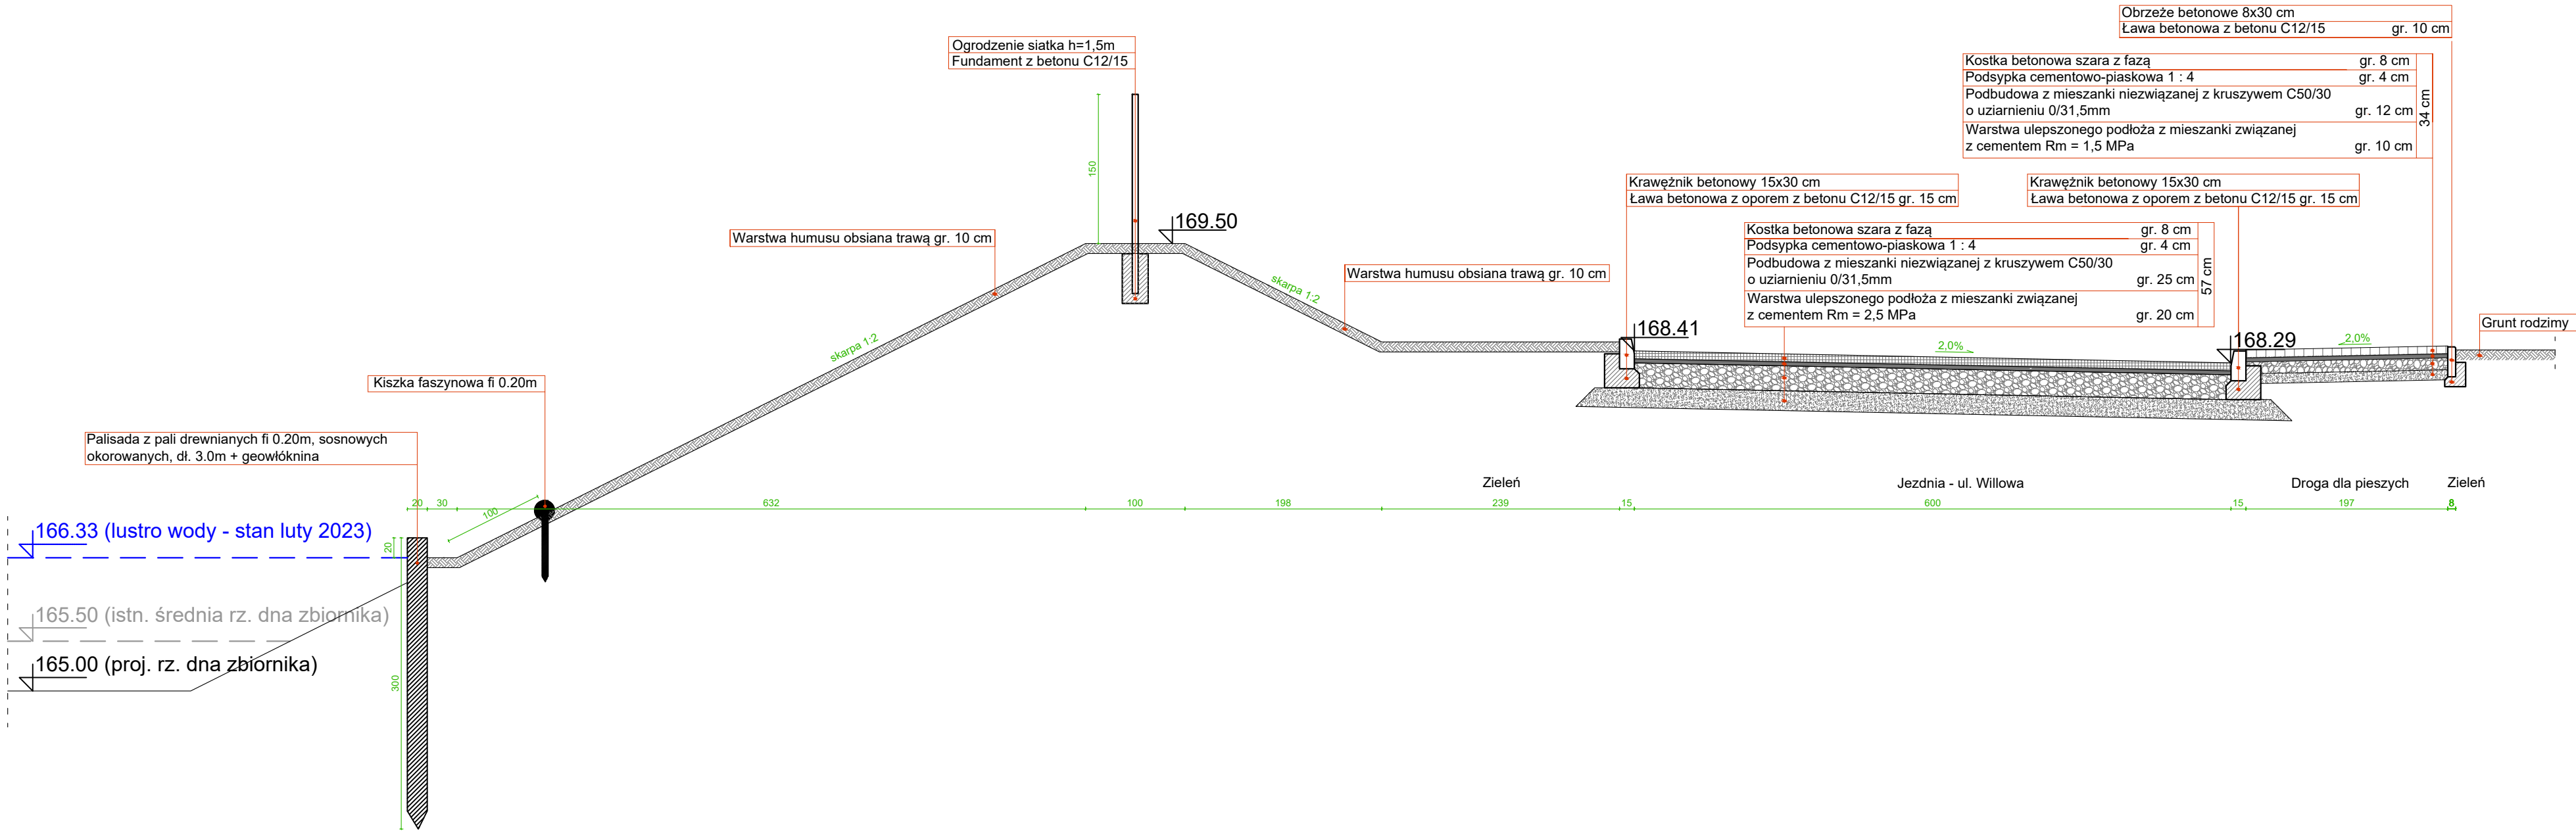 Obrzeże betonowe 8x30 cm
Ława betonowa z betonu C12/15 gr. 10 cm
Ogrodzenie siatka h=1,5m
Fundament z betonu C12/15
Kostka betonowa szara z fazą gr. 8 cm
Podsypka cementowo-piaskowa 1 : 4 gr. 4 cm
Podbudowa z mieszanki niezwiązanej z kruszywem C50/30
o uziarnieniu 0/31,5mm gr. 12 cm
Warstwa ulepszonego podłoża z mieszanki związanej
z cementem Rm = 1,5 MPa gr. 10 cm
34 cm
150
Krawężnik betonowy 15x30 cm
Ława betonowa z oporem z betonu C12/15 gr. 15 cm
Krawężnik betonowy 15x30 cm
Ława betonowa z oporem z betonu C12/15 gr. 15 cm
169.50
Warstwa humusu obsiana trawą gr. 10 cm
Kostka betonowa szara z fazą gr. 8 cm
Podsypka cementowo-piaskowa 1 : 4 gr. 4 cm
Podbudowa z mieszanki niezwiązanej z kruszywem C50/30
o uziarnieniu 0/31,5mm gr. 25 cm
Warstwa ulepszonego podłoża z mieszanki związanej
z cementem Rm = 2,5 MPa gr. 20 cm
57 cm
Warstwa humusu obsiana trawą gr. 10 cm
skarpa 1:2
skarpa 1:2
168.41
2,0%
168.29
2,0%
Grunt rodzimy
Kiszka faszynowa fi 0.20m
Palisada z pali drewnianych fi 0.20m, sosnowych
okorowanych, dł. 3.0m + geowłóknina
Zieleń
Jezdnia - ul. Willowa
Droga dla pieszych
Zieleń
20 30 632 100 198 239 15 600 15 197 8
100
166.33 (lustro wody - stan luty 2023)
20
165.50 (istn. średnia rz. dna zbiornika)
165.00 (proj. rz. dna zbiornika)
300